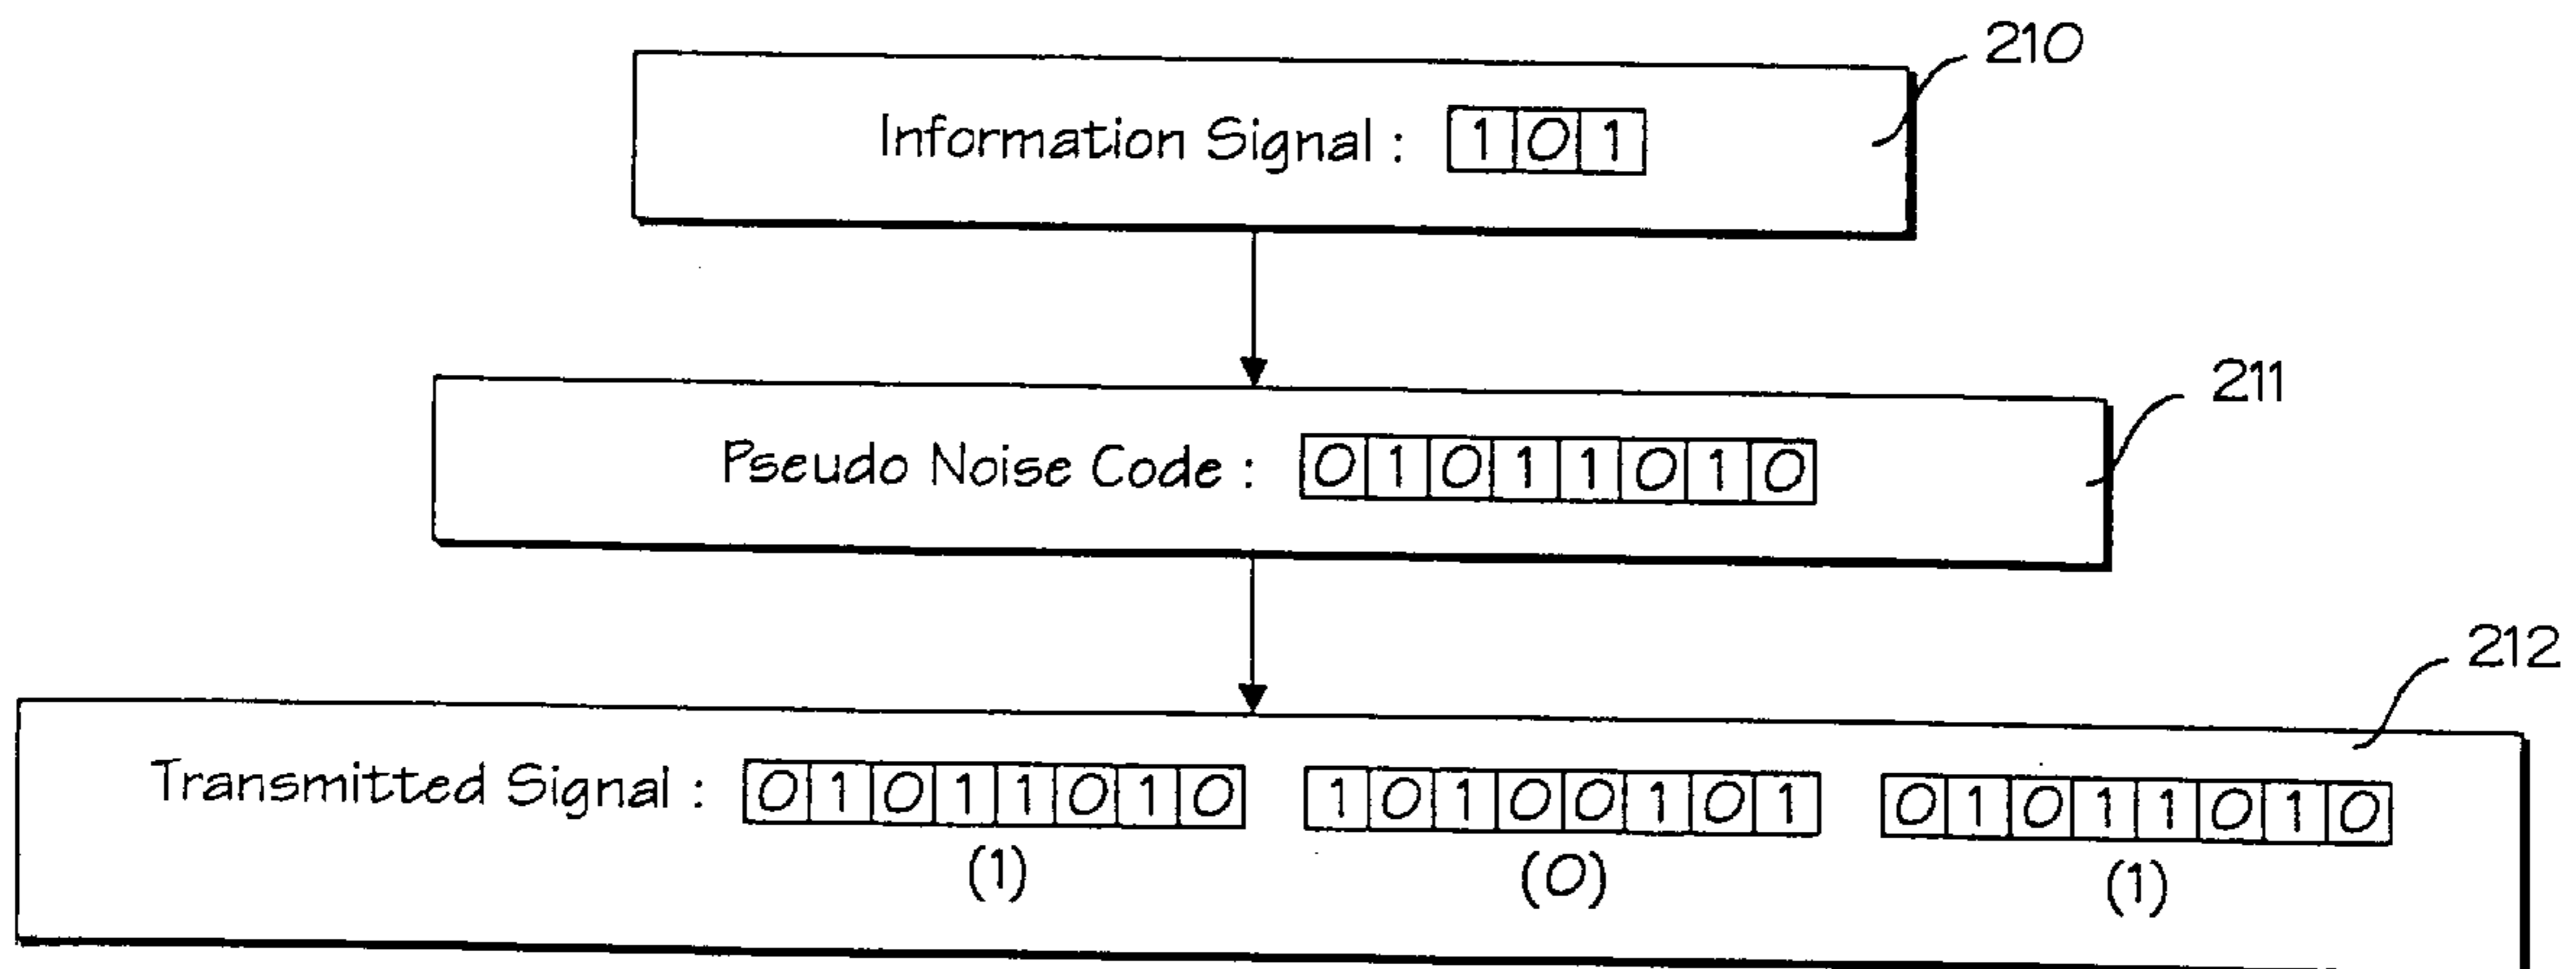 210
Information Signal : 1 0 1
211
Pseudo Noise Code : 0 1 0 1 1 0 1 0
212
Transmitted Signal : 0 1 0 1 1 0 1 0 1 0 1 0 0 1 0 1 0 1 0 1 1 0 1 0
(1) (0) (1)